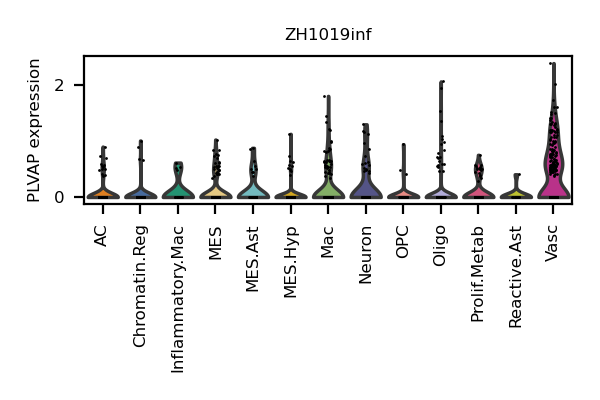 ZH1019inf
PLVAP expression
2
0
AC
Chromatin.Reg
Inflammatory.Mac
MES
MES.Ast
MES.Hyp
Mac
Neuron
OPC
Oligo
Prolif.Metab
Reactive.Ast
Vasc